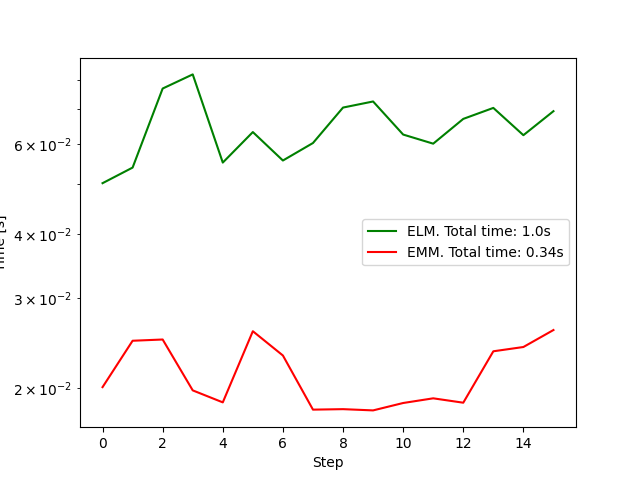 6 × 10⁻²
4 × 10⁻²
3 × 10⁻²
2 × 10⁻²
ELM. Total time: 1.0s
EMM. Total time: 0.34s
0 2 4 6 8 10 12 14
Step